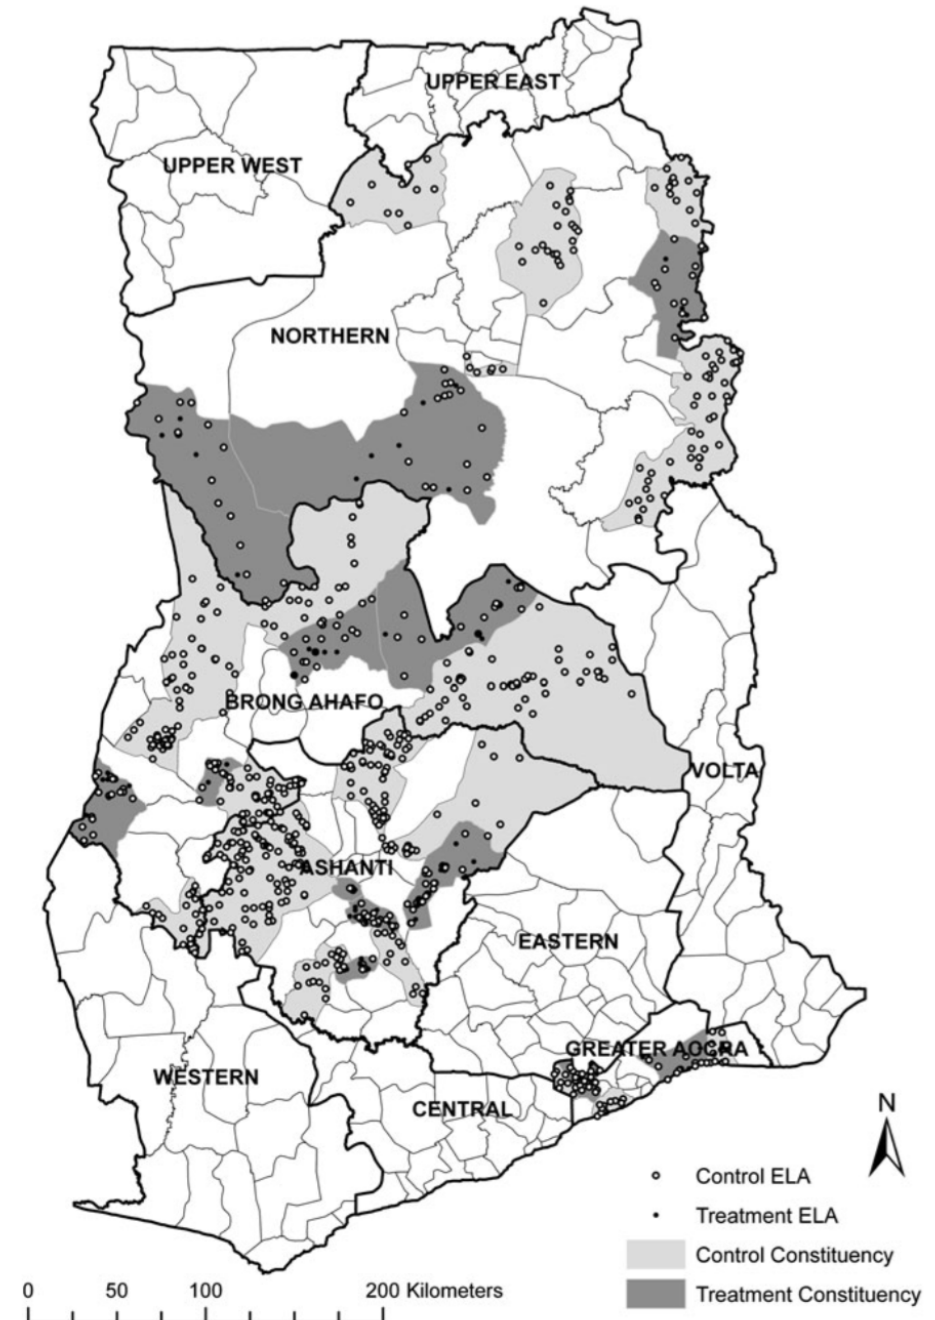 UPPER EAST
UPPER WEST
NORTHERN
BRONG AHAFO
VOLTA
ASHANTI
EASTERN
GREATER ACCRA
WESTERN
CENTRAL
N
Control ELA
Treatment ELA
Control Constituency
Treatment Constituency
0 50 100 200 Kilometers